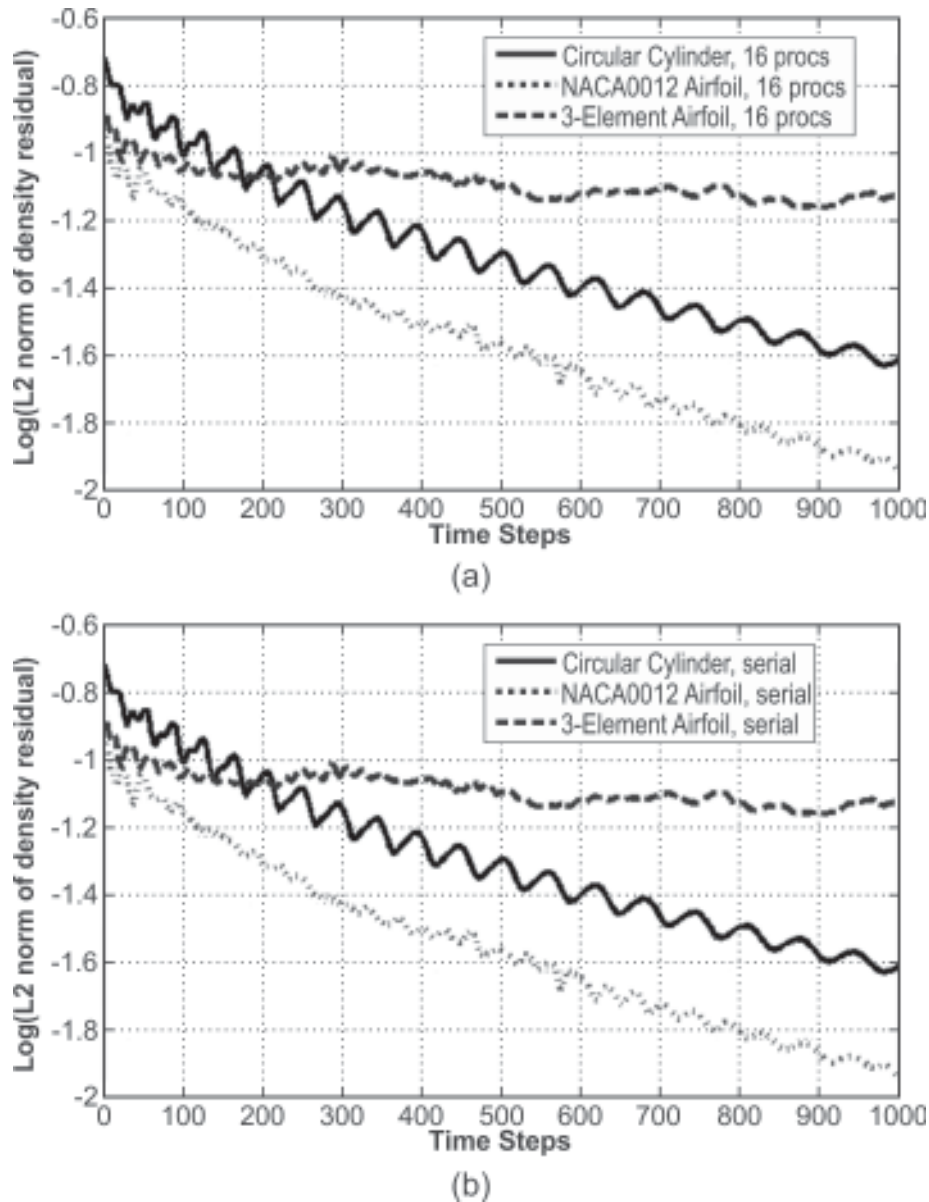 -0.6
Circular Cylinder, 16 procs
NACA0012 Airfoil, 16 procs
3-Element Airfoil, 16 procs
-0.8
-1
-1.2
-1.4
-1.6
-1.8
-2
Log(L2 norm of density residual)
0 100 200 300 400 500 600 700 800 900 1000
Time Steps
(a)
-0.6
Circular Cylinder, serial
NACA0012 Airfoil, serial
3-Element Airfoil, serial
-0.8
-1
-1.2
-1.4
-1.6
-1.8
-2
Log(L2 norm of density residual)
0 100 200 300 400 500 600 700 800 900 1000
Time Steps
(b)